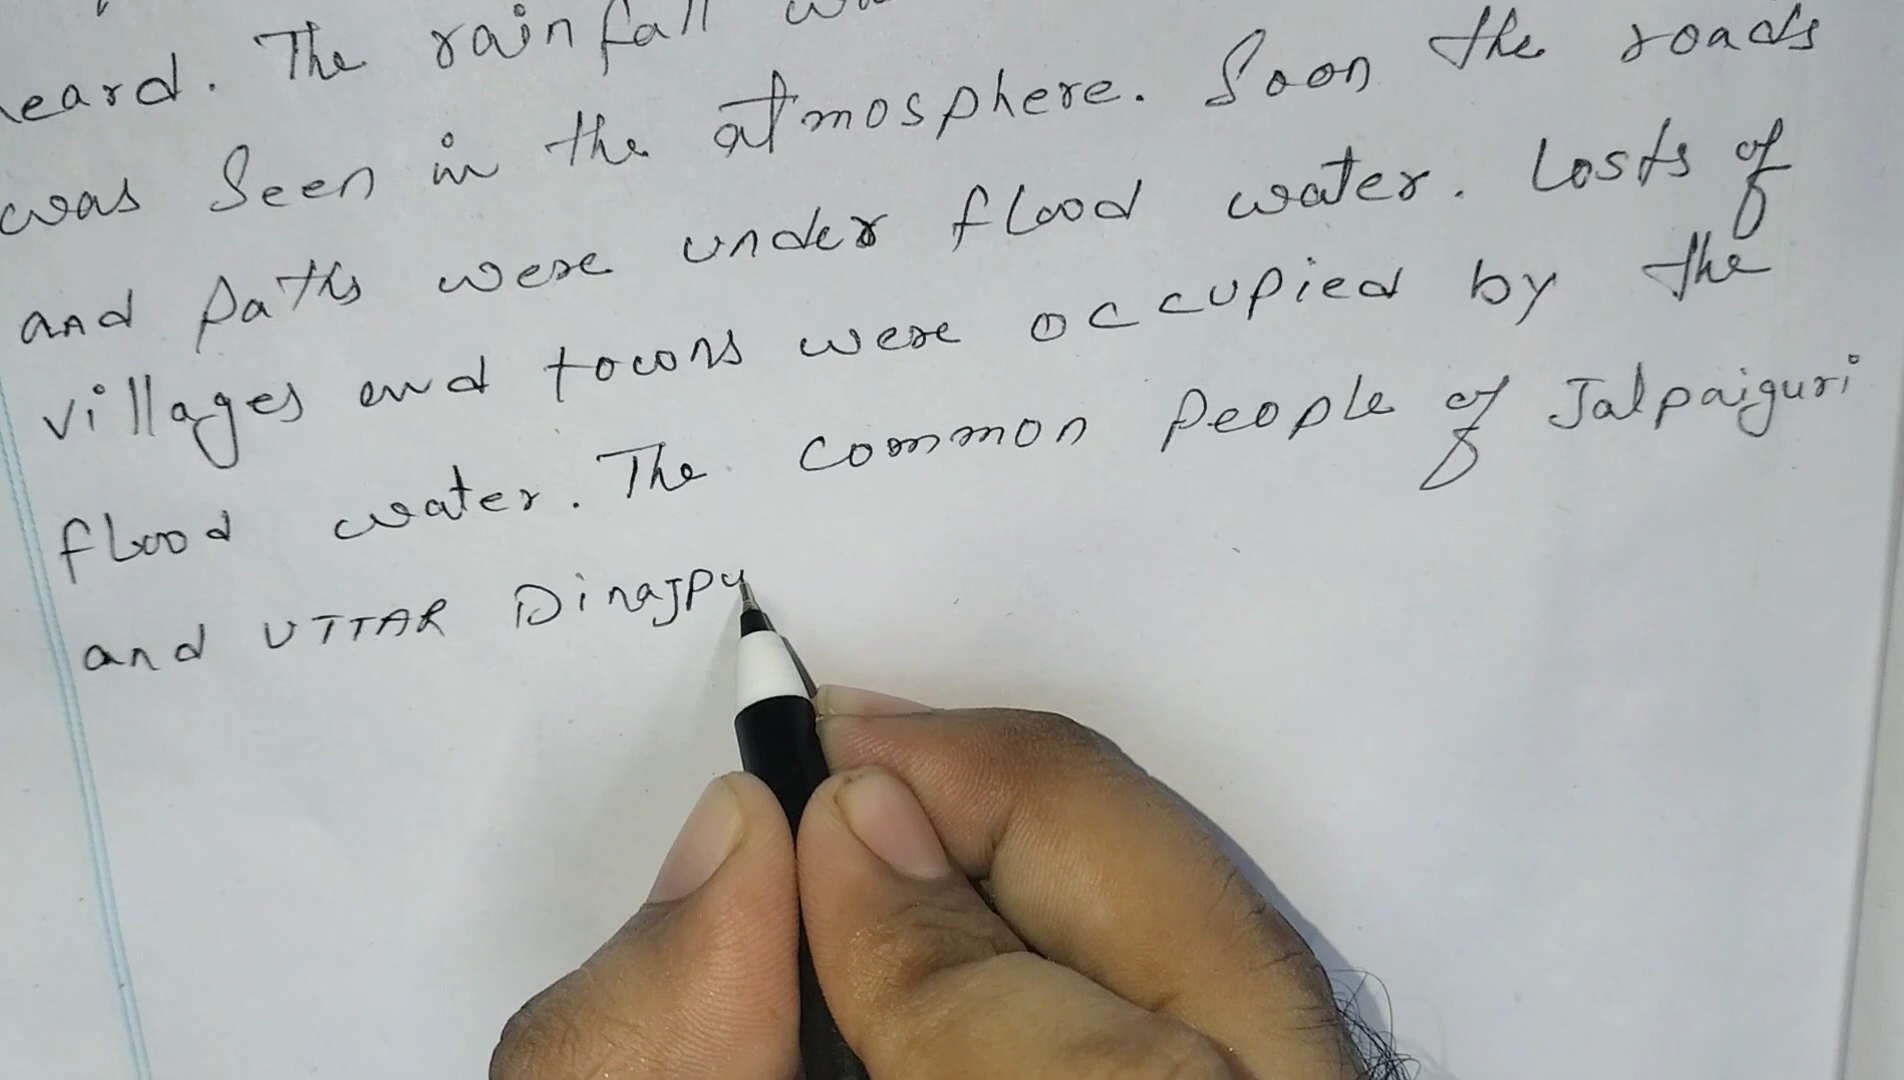 heard. The rainfall
was Seen in the atmosphere. Soon the roads
and paths were under flood water. Losts of
villages and towns were occupied by the
flood water. The common people of Jalpaiguri
and UTTAR Dinajpu